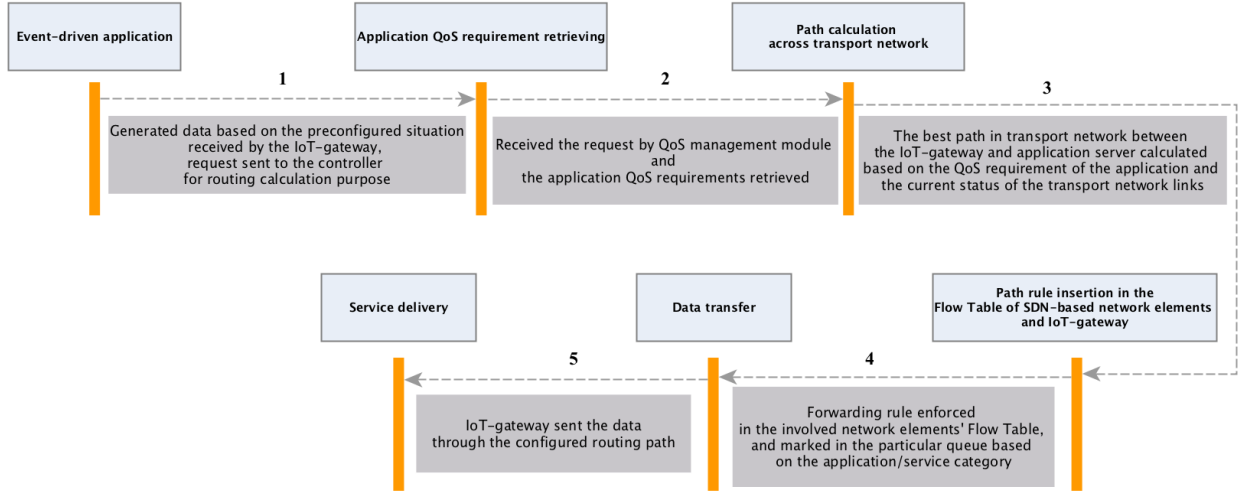 Event-driven application
Application QoS requirement retrieving
Path calculation
across transport network
1
2
3
Generated data based on the preconfigured situation
received by the IoT-gateway,
request sent to the controller
for routing calculation purpose
Received the request by QoS management module
and
the application QoS requirements retrieved
The best path in transport network between
the IoT-gateway and application server calculated
based on the QoS requirement of the application and
the current status of the transport network links
Service delivery
Data transfer
Path rule insertion in the
Flow Table of SDN-based network elements
and IoT-gateway
5
4
IoT-gateway sent the data
through the configured routing path
Forwarding rule enforced
in the involved network elements' Flow Table,
and marked in the particular queue based
on the application/service category